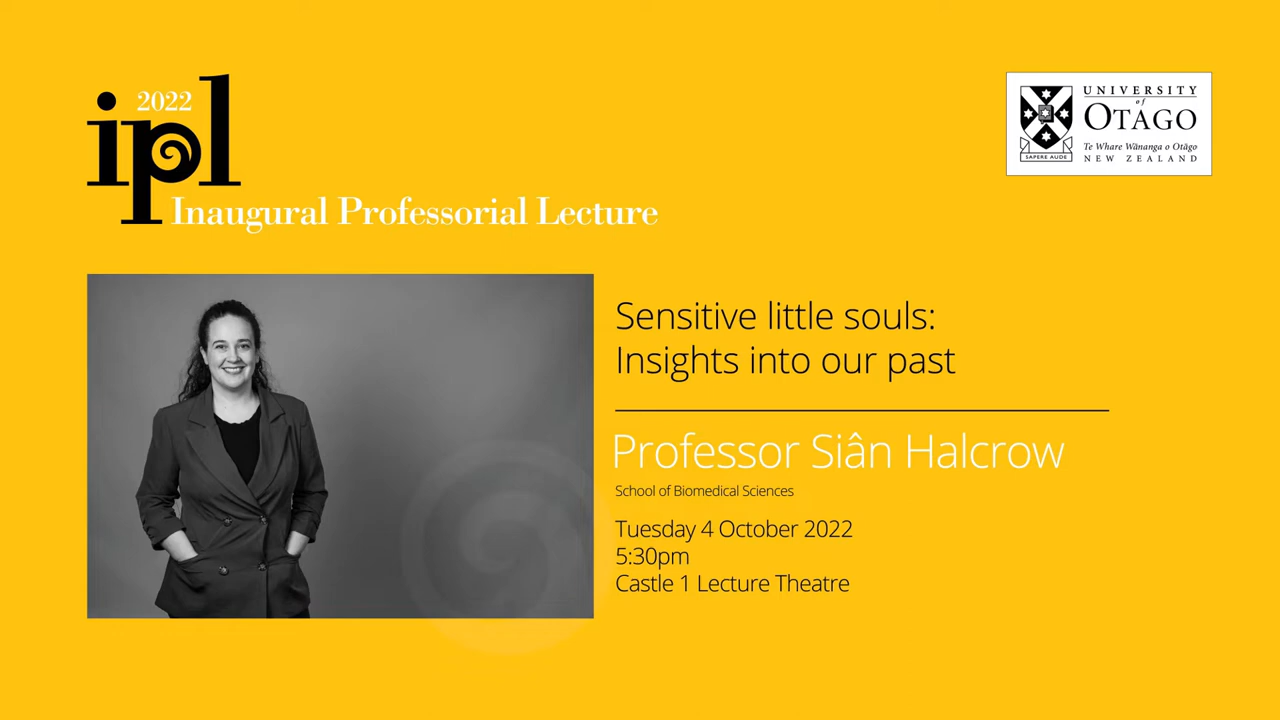 2022
ipl
Inaugural Professorial Lecture
UNIVERSITY
of
OTAGO
Te Whare Wānanga o Otāgo
NEW ZEALAND
SAPERE AUDE
Sensitive little souls:
Insights into our past
Professor Siân Halcrow
School of Biomedical Sciences
Tuesday 4 October 2022
5:30pm
Castle 1 Lecture Theatre